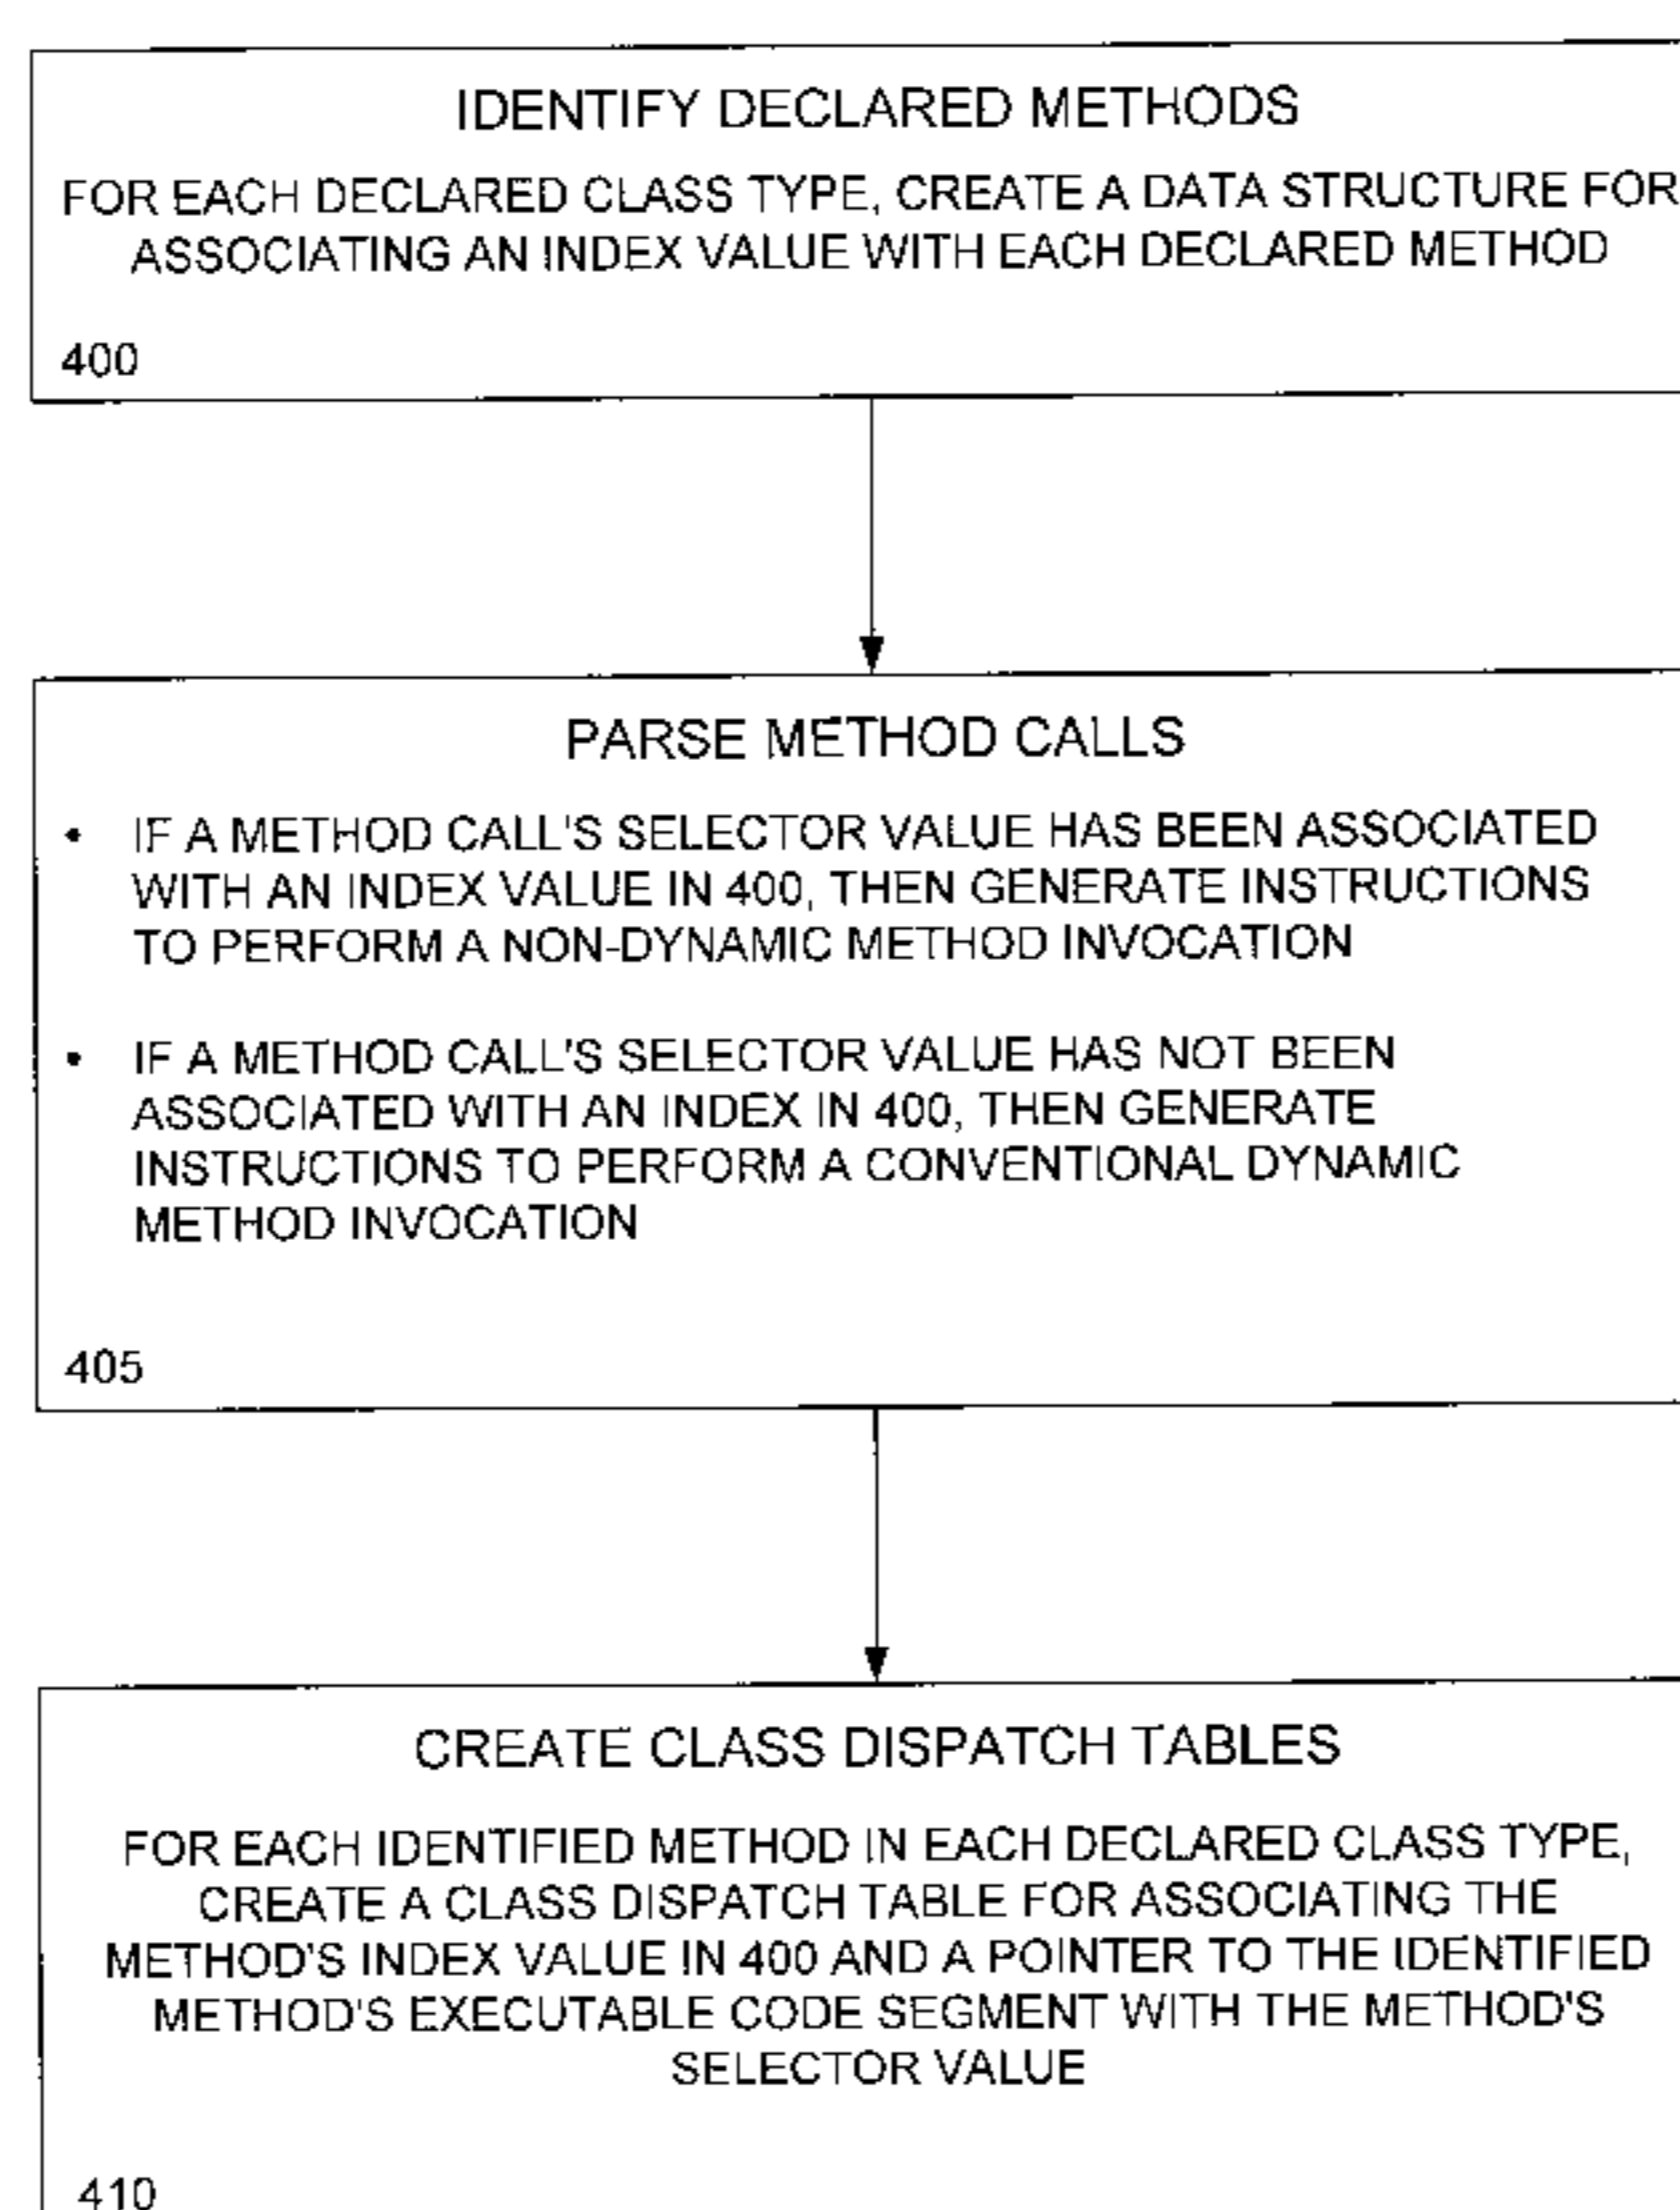 IDENTIFY DECLARED METHODS
FOR EACH DECLARED CLASS TYPE, CREATE A DATA STRUCTURE FOR
ASSOCIATING AN INDEX VALUE WITH EACH DECLARED METHOD
400
PARSE METHOD CALLS
• IF A METHOD CALL'S SELECTOR VALUE HAS BEEN ASSOCIATED
WITH AN INDEX VALUE IN 400, THEN GENERATE INSTRUCTIONS
TO PERFORM A NON-DYNAMIC METHOD INVOCATION
• IF A METHOD CALL'S SELECTOR VALUE HAS NOT BEEN
ASSOCIATED WITH AN INDEX IN 400, THEN GENERATE
INSTRUCTIONS TO PERFORM A CONVENTIONAL DYNAMIC
METHOD INVOCATION
405
CREATE CLASS DISPATCH TABLES
FOR EACH IDENTIFIED METHOD IN EACH DECLARED CLASS TYPE,
CREATE A CLASS DISPATCH TABLE FOR ASSOCIATING THE
METHOD'S INDEX VALUE IN 400 AND A POINTER TO THE IDENTIFIED
METHOD'S EXECUTABLE CODE SEGMENT WITH THE METHOD'S
SELECTOR VALUE
410